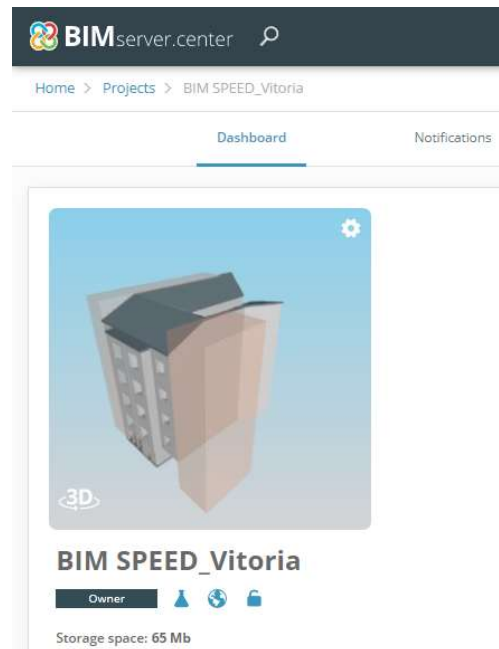 BIMserver.center
Home > Projects > BIM SPEED_Vitoria
Dashboard Notifications
3D
BIM SPEED_Vitoria
Owner
Storage space: 65 Mb